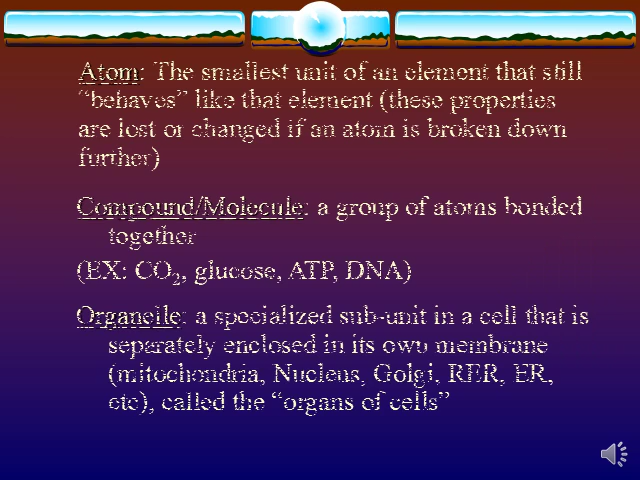 Atom: The smallest unit of an element that still
“behaves” like that element (these properties
are lost or changed if an atom is broken down
further)
Compound/Molecule: a group of atoms bonded
together
(EX: CO₂, glucose, ATP, DNA)
Organelle: a specialized sub-unit in a cell that is
separately enclosed in its own membrane
(mitochondria, Nucleus, Golgi, RER, ER,
etc), called the “organs of cells”